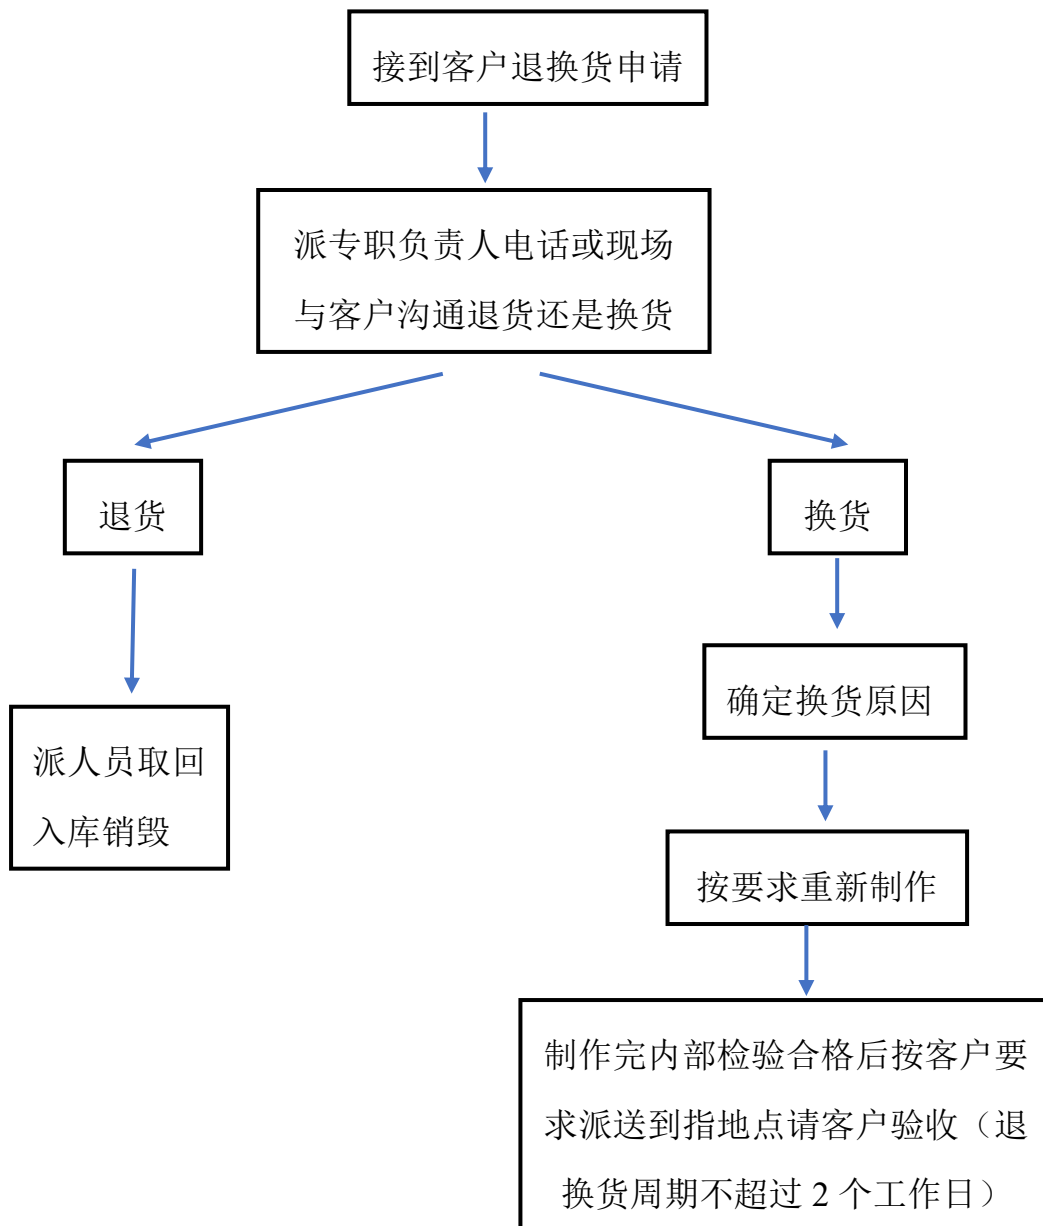 接到客户退换货申请
派专职负责人电话或现场
与客户沟通退货还是换货
退货
换货
确定换货原因
派人员取回
入库销毁
按要求重新制作
制作完内部检验合格后按客户要
求派送到指地点请客户验收（退
换货周期不超过 2 个工作日）